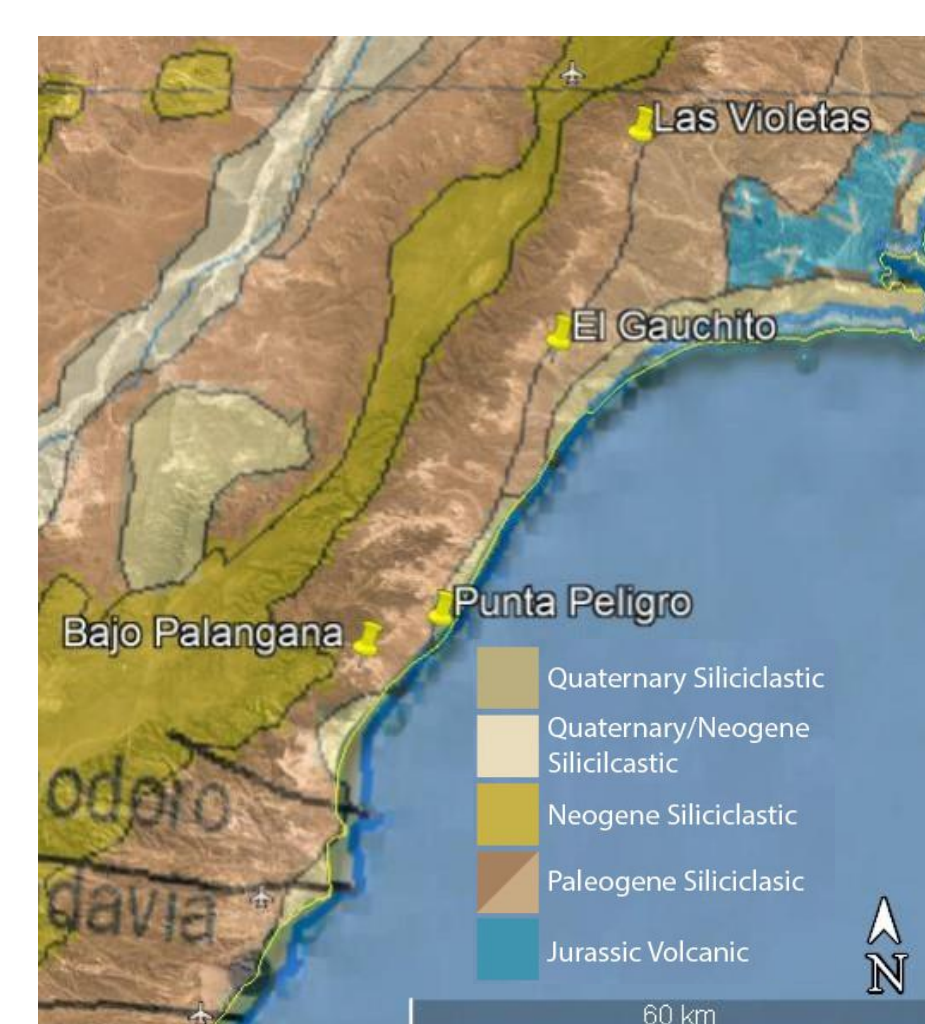 Las Violetas
El Gauchito
Punta Peligro
Bajo Palangana
Quaternary Siliciclastic
Quaternary/Neogene
Silicilcastic
odoro
Neogene Siliciclastic
Paleogene Siliciclasic
davia
Jurassic Volcanic
N
60 km